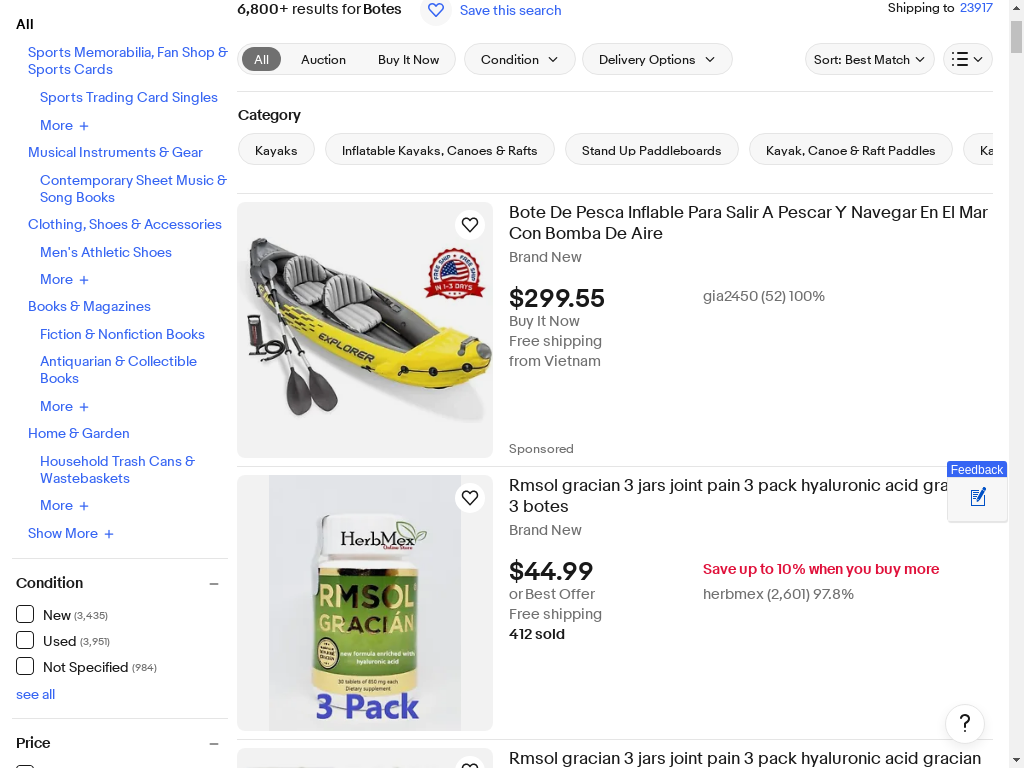 6,800+ results for Botes
Save this search
Shipping to 23917
All
Sports Memorabilia, Fan Shop &
Sports Cards
Sports Trading Card Singles
More +
Musical Instruments & Gear
Contemporary Sheet Music &
Song Books
Clothing, Shoes & Accessories
Men's Athletic Shoes
More +
Books & Magazines
Fiction & Nonfiction Books
Antiquarian & Collectible
Books
More +
Home & Garden
Household Trash Cans &
Wastebaskets
More +
Show More +
Condition
New (3,435)
Used (3,951)
Not Specified (984)
see all
Price
All Auction Buy It Now
Condition
Delivery Options
Sort: Best Match
Category
Kayaks
Inflatable Kayaks, Canoes & Rafts
Stand Up Paddleboards
Kayak, Canoe & Raft Paddles
Ka
FREE SHIP FREE SHIP
IN 1-3 DAYS
EXPLORER
Bote De Pesca Inflable Para Salir A Pescar Y Navegar En El Mar
Con Bomba De Aire
Brand New
$299.55
gia2450 (52) 100%
Buy It Now
Free shipping
from Vietnam
Sponsored
HerbMex
Online Store
RMSOL
GRACIÁN
new formula enriched with
hyaluronic acid
30 tablets of 850 mg each
Dietary supplement
3 Pack
Rmsol gracian 3 jars joint pain 3 pack hyaluronic acid gra
3 botes
Brand New
$44.99
Save up to 10% when you buy more
or Best Offer
herbmex (2,601) 97.8%
Free shipping
412 sold
Feedback
?
Rmsol gracian 3 jars joint pain 3 pack hyaluronic acid gracian